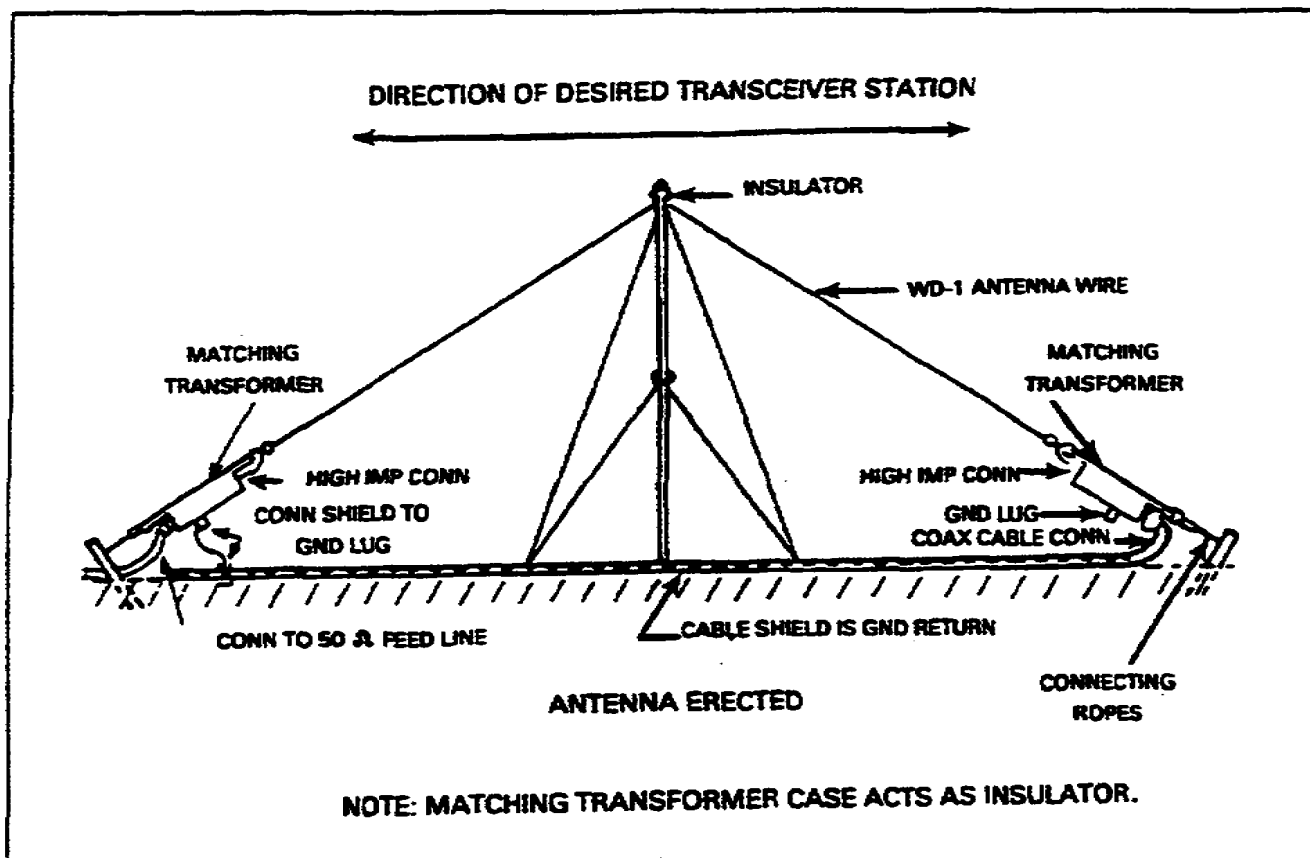 DIRECTION OF DESIRED TRANSCEIVER STATION
INSULATOR
WD-1 ANTENNA WIRE
MATCHING
TRANSFORMER
MATCHING
TRANSFORMER
HIGH IMP CONN
HIGH IMP CONN
CONN SHIELD TO
GND LUG
GND LUG
COAX CABLE CONN
CONN TO 50 Ω FEED LINE
CABLE SHIELD IS GND RETURN
CONNECTING
ROPES
ANTENNA ERECTED
NOTE: MATCHING TRANSFORMER CASE ACTS AS INSULATOR.